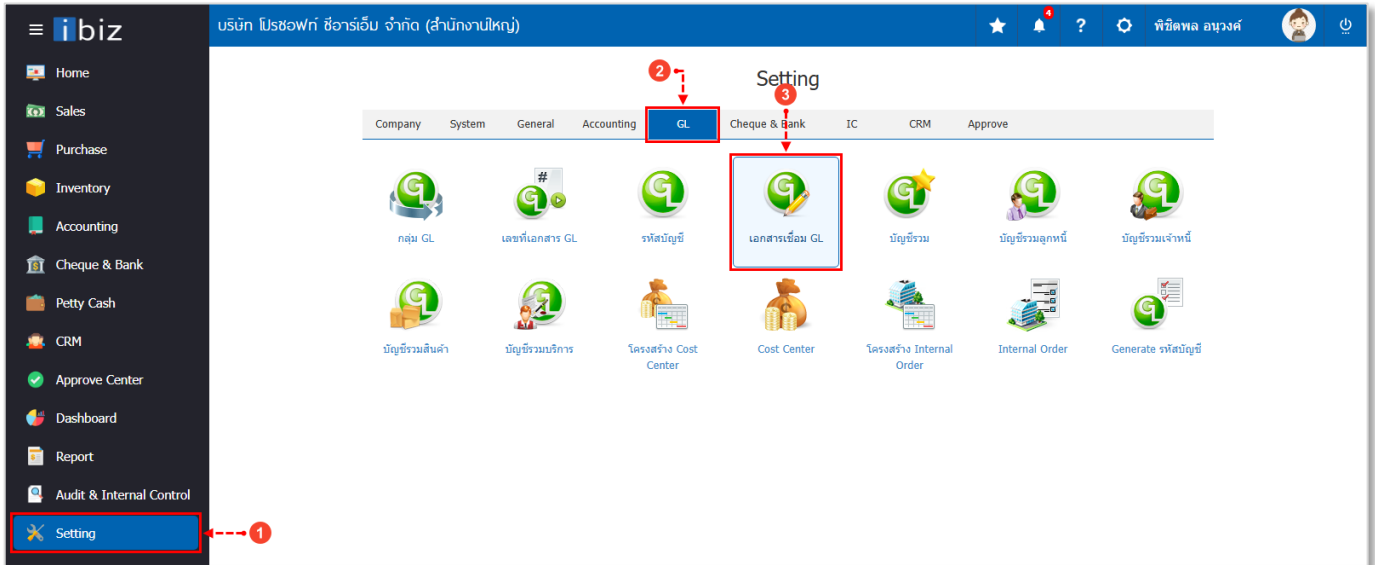 ibiz
บริษัท โปรซอฟท์ ซีอาร์เอ็ม จำกัด (สำนักงานใหญ่)
4
?
พิชิตพล อนุวงค์
Home
Sales
Purchase
Inventory
Accounting
Cheque & Bank
Petty Cash
CRM
Approve Center
Dashboard
Report
Audit & Internal Control
Setting
1
2
Setting
3
Company System General Accounting GL Cheque & Bank IC CRM Approve
#
กลุ่ม GL เลขที่เอกสาร GL รหัสบัญชี เอกสารเชื่อม GL บัญชีรวม บัญชีรวมลูกหนี้ บัญชีรวมเจ้าหนี้
บัญชีรวมสินค้า บัญชีรวมบริการ โครงสร้าง Cost Cost Center โครงสร้าง Internal Internal Order Generate รหัสบัญชี
Center Order